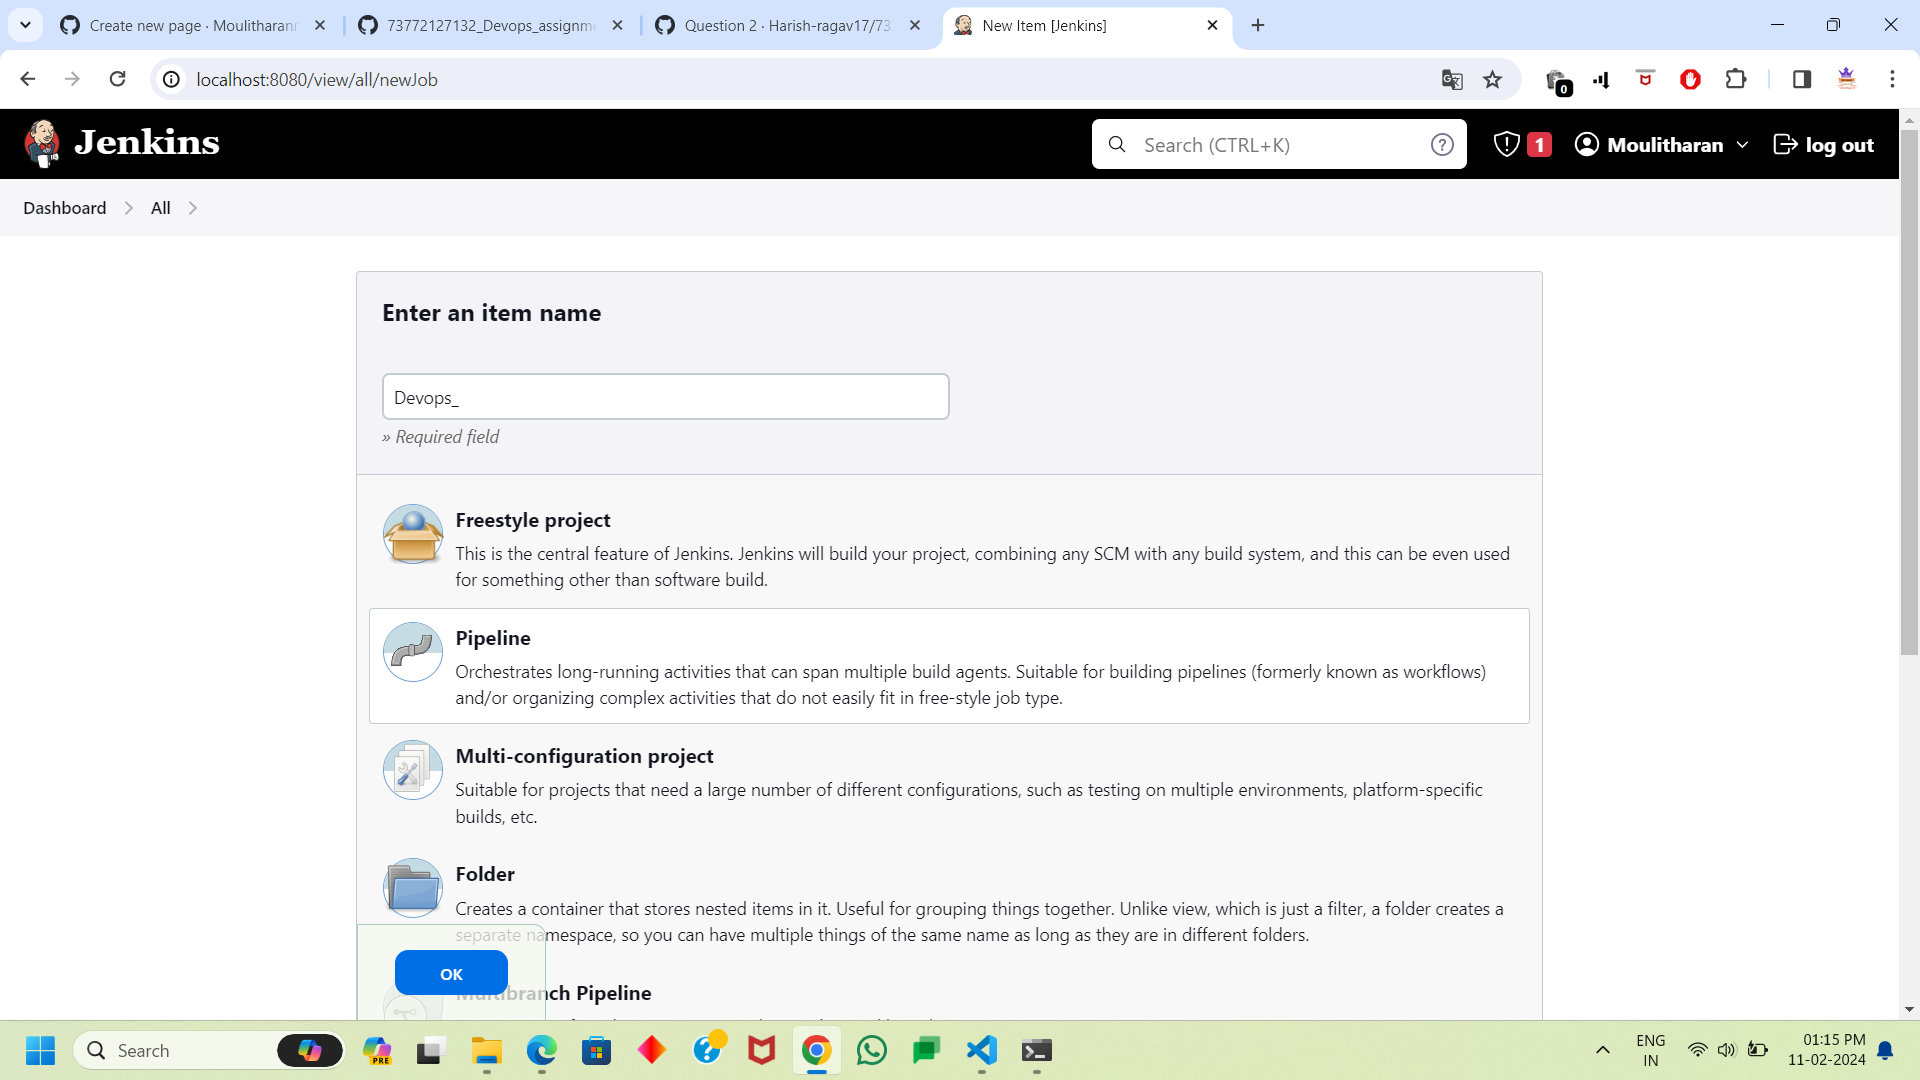 Create new page · Moulitharann
73772127132_Devops_assignme
Question 2 · Harish-ragav17/73
New Item [Jenkins]
localhost:8080/view/all/newJob
0
Jenkins
Search (CTRL+K)
1
Moulitharan
log out
Dashboard
All
Enter an item name
Devops_
» Required field
Freestyle project
This is the central feature of Jenkins. Jenkins will build your project, combining any SCM with any build system, and this can be even used
for something other than software build.
Pipeline
Orchestrates long-running activities that can span multiple build agents. Suitable for building pipelines (formerly known as workflows)
and/or organizing complex activities that do not easily fit in free-style job type.
Multi-configuration project
Suitable for projects that need a large number of different configurations, such as testing on multiple environments, platform-specific
builds, etc.
Folder
Creates a container that stores nested items in it. Useful for grouping things together. Unlike view, which is just a filter, a folder creates a
separate namespace, so you can have multiple things of the same name as long as they are in different folders.
OK
Multibranch Pipeline
Search
PRE
ENG
IN
01:15 PM
11-02-2024